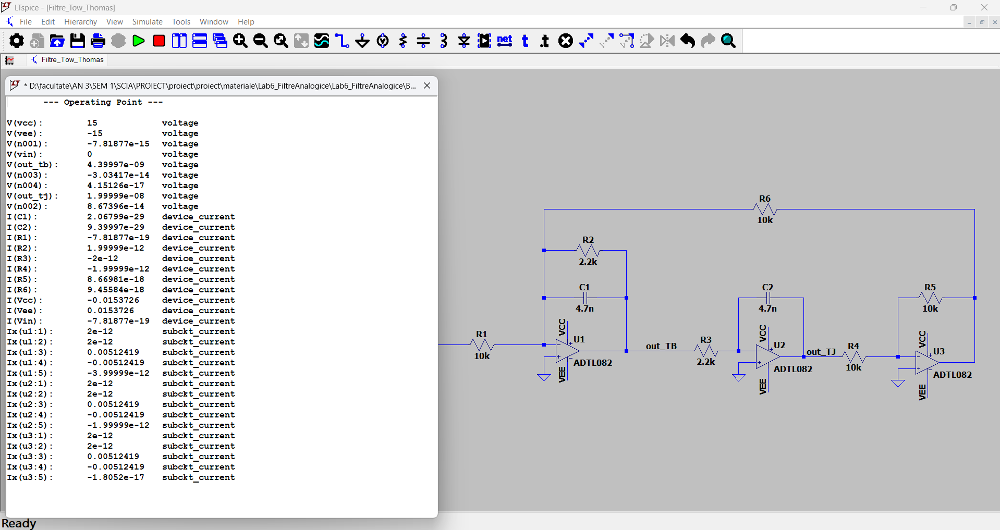 LTspice - [Filtre_Tow_Thomas]
File Edit Hierarchy View Simulate Tools Window Help
net t .t
Filtre_Tow_Thomas
* D:\facultate\AN 3\SEM 1\SCIA\PROIECT\proiect\proiect\materiale\Lab6_FiltreAnalogice\Lab6_FiltreAnalogice\B...
--- Operating Point ---
V(vcc): 15 voltage
V(vee): -15 voltage
V(n001): -7.81877e-15 voltage
V(vin): 0 voltage
V(out_tb): 4.39997e-09 voltage
V(n003): -3.03417e-14 voltage
V(n004): 4.15126e-17 voltage
V(out_tj): 1.99999e-08 voltage
V(n002): 8.67396e-14 voltage
I(C1): 2.06799e-29 device_current
I(C2): 9.39997e-29 device_current
I(R1): -7.81877e-19 device_current
I(R2): 1.99999e-12 device_current
I(R3): -2e-12 device_current
I(R4): -1.99999e-12 device_current
I(R5): 8.66981e-18 device_current
I(R6): 9.45584e-18 device_current
I(Vcc): -0.0153726 device_current
I(Vee): 0.0153726 device_current
I(Vin): -7.81877e-19 device_current
Ix(u1:1): 2e-12 subckt_current
Ix(u1:2): 2e-12 subckt_current
Ix(u1:3): 0.00512419 subckt_current
Ix(u1:4): -0.00512419 subckt_current
Ix(u1:5): -3.99999e-12 subckt_current
Ix(u2:1): 2e-12 subckt_current
Ix(u2:2): 2e-12 subckt_current
Ix(u2:3): 0.00512419 subckt_current
Ix(u2:4): -0.00512419 subckt_current
Ix(u2:5): -1.99999e-12 subckt_current
Ix(u3:1): 2e-12 subckt_current
Ix(u3:2): 2e-12 subckt_current
Ix(u3:3): 0.00512419 subckt_current
Ix(u3:4): -0.00512419 subckt_current
Ix(u3:5): -1.8052e-17 subckt_current
R6
10k
R2
2.2k
C1
4.7n
C2
4.7n
R5
10k
R1
10k
VCC
U1
ADTL082
VEE
out_TB
R3
2.2k
VCC
U2
ADTL082
VEE
out_TJ
R4
10k
VCC
U3
ADTL082
VEE
Ready